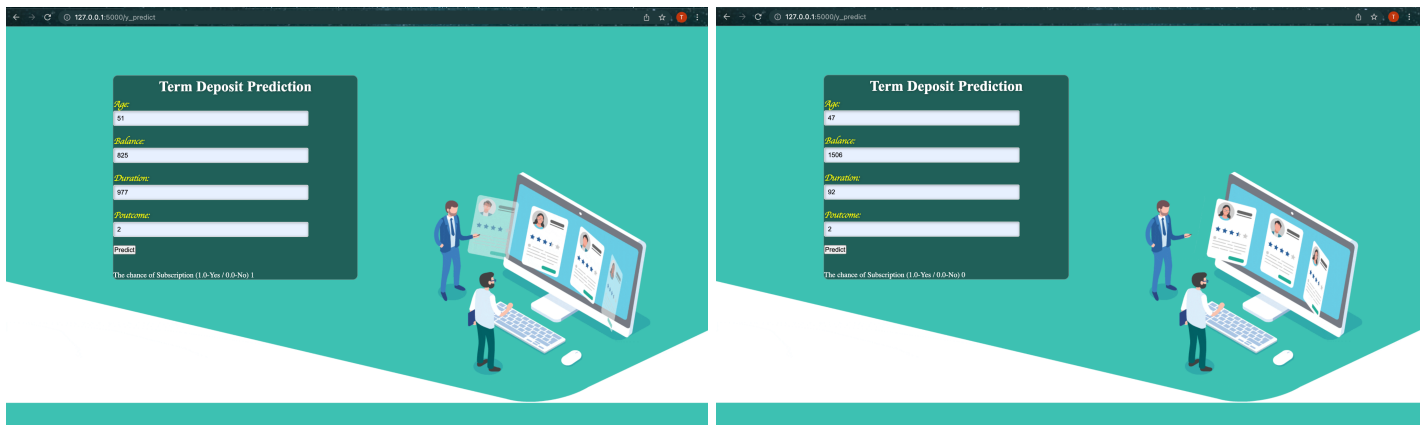 127.0.0.1:5000/y_predict
T
Term Deposit Prediction
Age:
51
Balance:
825
Duration:
977
Poutcome:
2
Predict
The chance of Subscription (1.0-Yes / 0.0-No) 1
127.0.0.1:5000/y_predict
T
Term Deposit Prediction
Age:
47
Balance:
1506
Duration:
92
Poutcome:
2
Predict
The chance of Subscription (1.0-Yes / 0.0-No) 0